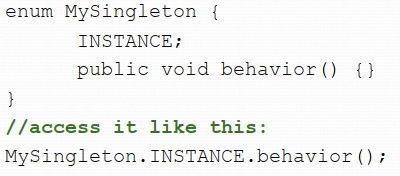 enum MySingleton {
      INSTANCE;
      public void behavior() {}
}
//access it like this:
MySingleton.INSTANCE.behavior();